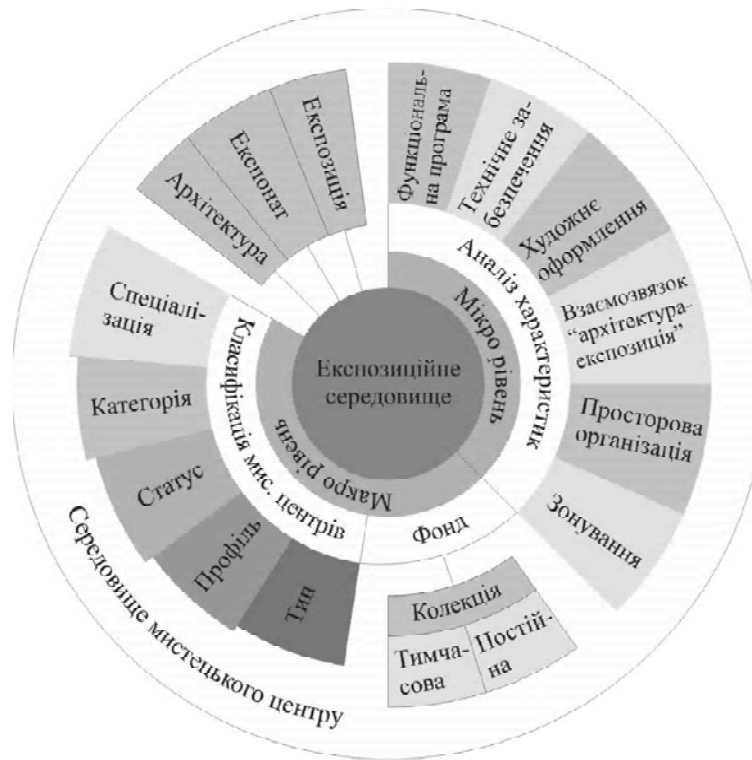 Експозиційне
середовище
Мікро рівень
Макро рівень
Аналіз характеристик
Класифікація мис. центрів
Фонд
Архітектура
Експонат
Експозиція
Функціональ-
на програма
Технічне за-
безпечення
Художнє
оформлення
Взаємозвязок
“архітектура-
експозиція”
Просторова
організація
Зонування
Колекція
Тимча-
сова
Постій-
на
Тип
Профіль
Статус
Категорія
Спеціалі-
зація
Середовище мистецького центру